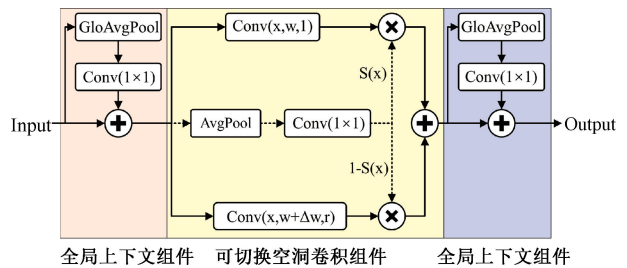 GloAvgPool
Conv(1×1)
Input
Conv(x,w,1)
S(x)
AvgPool
Conv(1×1)
1-S(x)
Conv(x,w+Δw,r)
GloAvgPool
Conv(1×1)
Output
全局上下文组件
可切换空洞卷积组件
全局上下文组件